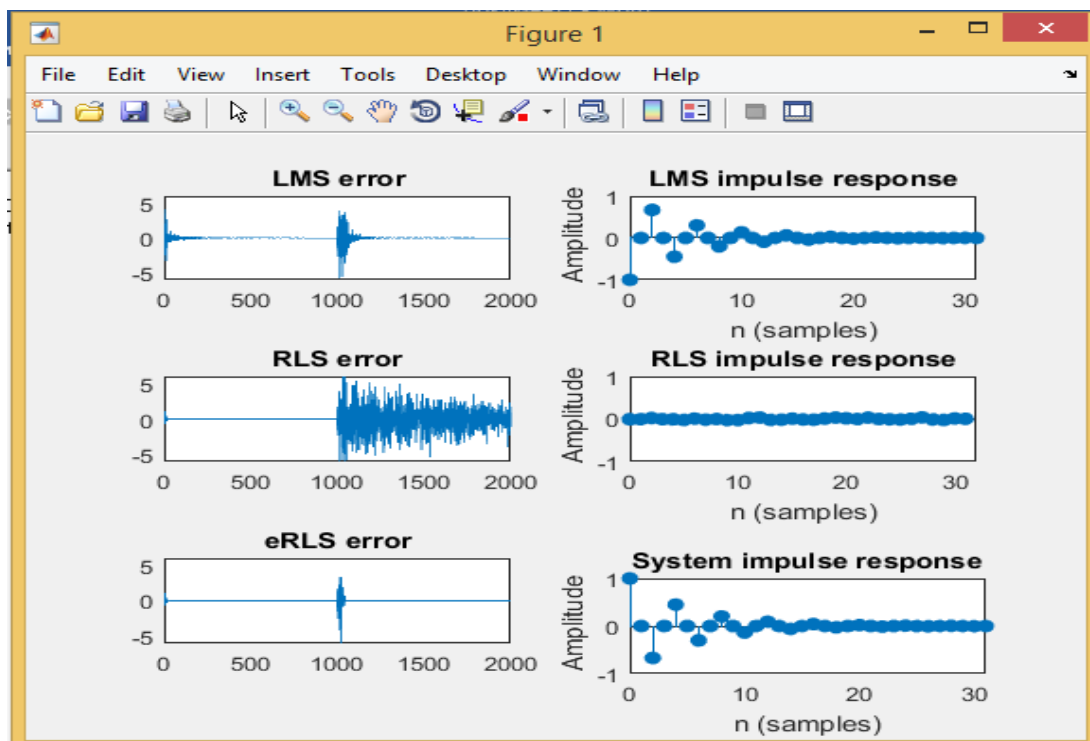 Figure 1
File Edit View Insert Tools Desktop Window Help
LMS error
5
0
-5
0 500 1000 1500 2000
LMS impulse response
Amplitude
1
0
-1
0 10 20 30
n (samples)
RLS error
5
0
-5
0 500 1000 1500 2000
RLS impulse response
Amplitude
1
0
-1
0 10 20 30
n (samples)
eRLS error
5
0
-5
0 500 1000 1500 2000
System impulse response
Amplitude
1
0
-1
0 10 20 30
n (samples)